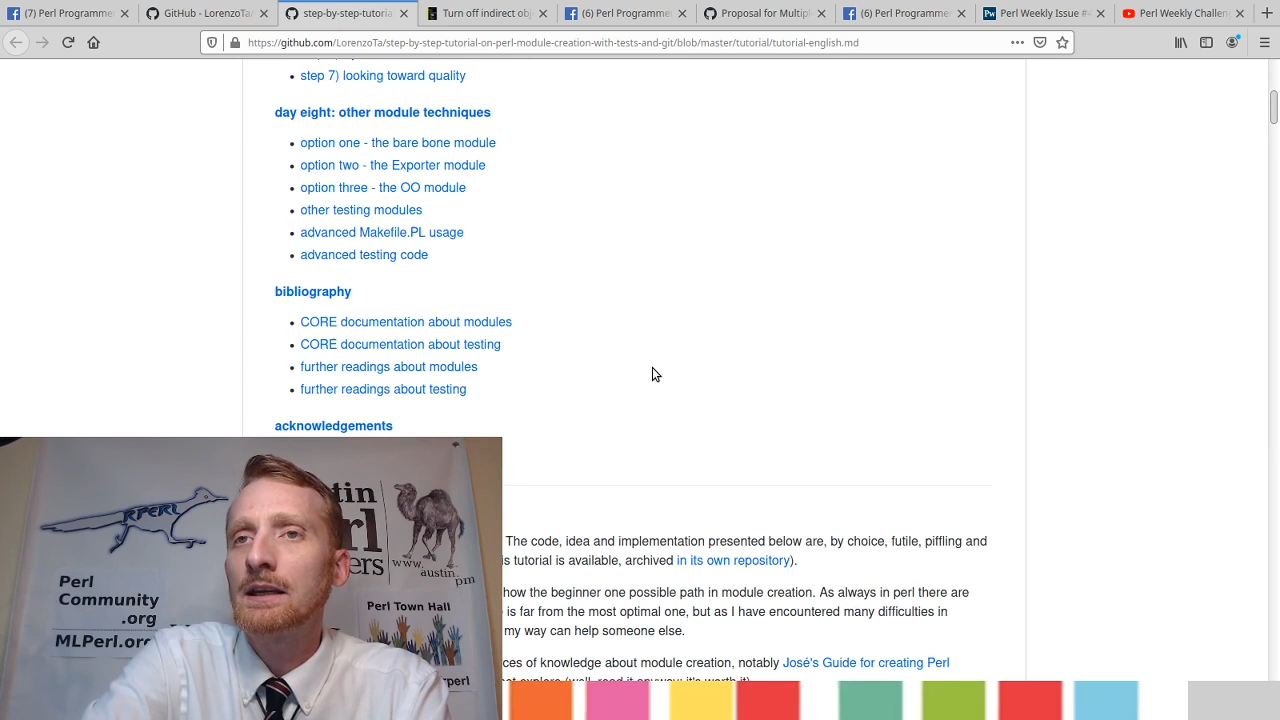 (7) Perl Programme
GitHub - LorenzoTa/
step-by-step-tutoria
Turn off indirect obj
(6) Perl Programme
Proposal for Multipl
(6) Perl Programme
Perl Weekly Issue #4
Perl Weekly Challen
https://github.com/LorenzoTa/step-by-step-tutorial-on-perl-module-creation-with-tests-and-git/blob/master/tutorial/tutorial-english.md
step 7) looking toward quality
day eight: other module techniques
option one - the bare bone module
option two - the Exporter module
option three - the OO module
other testing modules
advanced Makefile.PL usage
advanced testing code
bibliography
CORE documentation about modules
CORE documentation about testing
further readings about modules
further readings about testing
acknowledgements
The code, idea and implementation presented below are, by choice, futile, piffling and
is tutorial is available, archived in its own repository).
how the beginner one possible path in module creation. As always in perl there are
is far from the most optimal one, but as I have encountered many difficulties in
my way can help someone else.
ces of knowledge about module creation, notably José's Guide for creating Perl
RPERL
Perl
Community
.org
MLPerl.org
tin
rl
ers
www.
austin.
pm
Perl Town Hall
perl